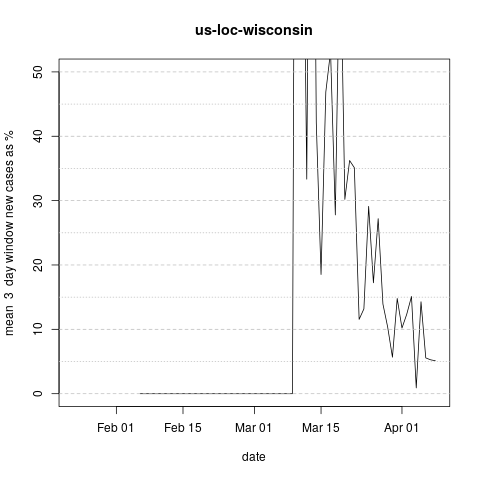 us-loc-wisconsin
mean 3 day window new cases as %
50
40
30
20
10
0
Feb 01 Feb 15 Mar 01 Mar 15 Apr 01
date